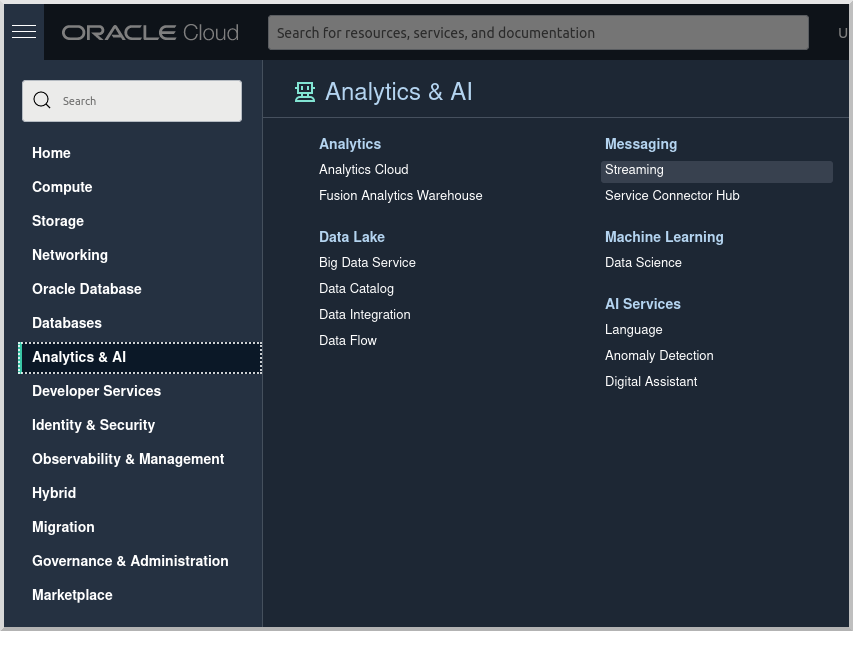 ORACLE Cloud
Search for resources, services, and documentation
U
Search
Home
Compute
Storage
Networking
Oracle Database
Databases
Analytics & AI
Developer Services
Identity & Security
Observability & Management
Hybrid
Migration
Governance & Administration
Marketplace
Analytics & AI
Analytics
Analytics Cloud
Fusion Analytics Warehouse
Data Lake
Big Data Service
Data Catalog
Data Integration
Data Flow
Messaging
Streaming
Service Connector Hub
Machine Learning
Data Science
AI Services
Language
Anomaly Detection
Digital Assistant